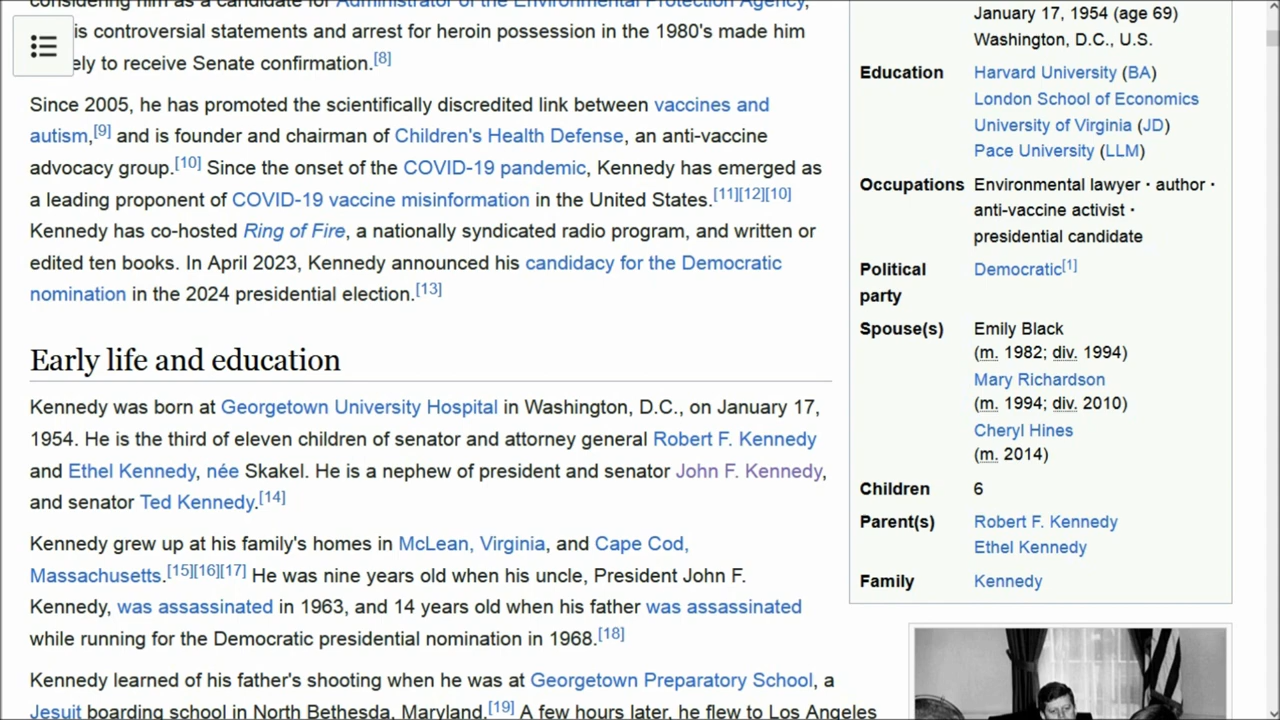 considering him as a candidate for Administrator of the Environmental Protection Agency,
is controversial statements and arrest for heroin possession in the 1980's made him
ely to receive Senate confirmation.[8]
Since 2005, he has promoted the scientifically discredited link between vaccines and
autism,[9] and is founder and chairman of Children's Health Defense, an anti-vaccine
advocacy group.[10] Since the onset of the COVID-19 pandemic, Kennedy has emerged as
a leading proponent of COVID-19 vaccine misinformation in the United States.[11][12][10]
Kennedy has co-hosted Ring of Fire, a nationally syndicated radio program, and written or
edited ten books. In April 2023, Kennedy announced his candidacy for the Democratic
nomination in the 2024 presidential election.[13]
Early life and education
Kennedy was born at Georgetown University Hospital in Washington, D.C., on January 17,
1954. He is the third of eleven children of senator and attorney general Robert F. Kennedy
and Ethel Kennedy, née Skakel. He is a nephew of president and senator John F. Kennedy,
and senator Ted Kennedy.[14]
Kennedy grew up at his family's homes in McLean, Virginia, and Cape Cod,
Massachusetts.[15][16][17] He was nine years old when his uncle, President John F.
Kennedy, was assassinated in 1963, and 14 years old when his father was assassinated
while running for the Democratic presidential nomination in 1968.[18]
Kennedy learned of his father's shooting when he was at Georgetown Preparatory School, a
Jesuit boarding school in North Bethesda, Maryland.[19] A few hours later, he flew to Los Angeles
January 17, 1954 (age 69)
Washington, D.C., U.S.
Education Harvard University (BA)
London School of Economics
University of Virginia (JD)
Pace University (LLM)
Occupations Environmental lawyer · author ·
anti-vaccine activist ·
presidential candidate
Political Democratic[1]
party
Spouse(s) Emily Black
(m. 1982; div. 1994)
Mary Richardson
(m. 1994; div. 2010)
Cheryl Hines
(m. 2014)
Children 6
Parent(s) Robert F. Kennedy
Ethel Kennedy
Family Kennedy